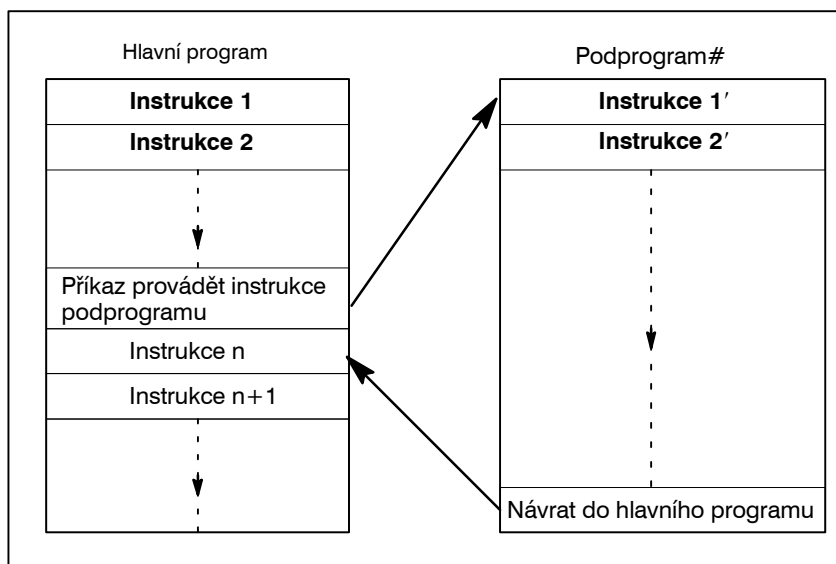 Hlavní program
Instrukce 1
Instrukce 2
Příkaz provádět instrukce
podprogramu
Instrukce n
Instrukce n+1
Podprogram#
Instrukce 1′
Instrukce 2′
Návrat do hlavního programu